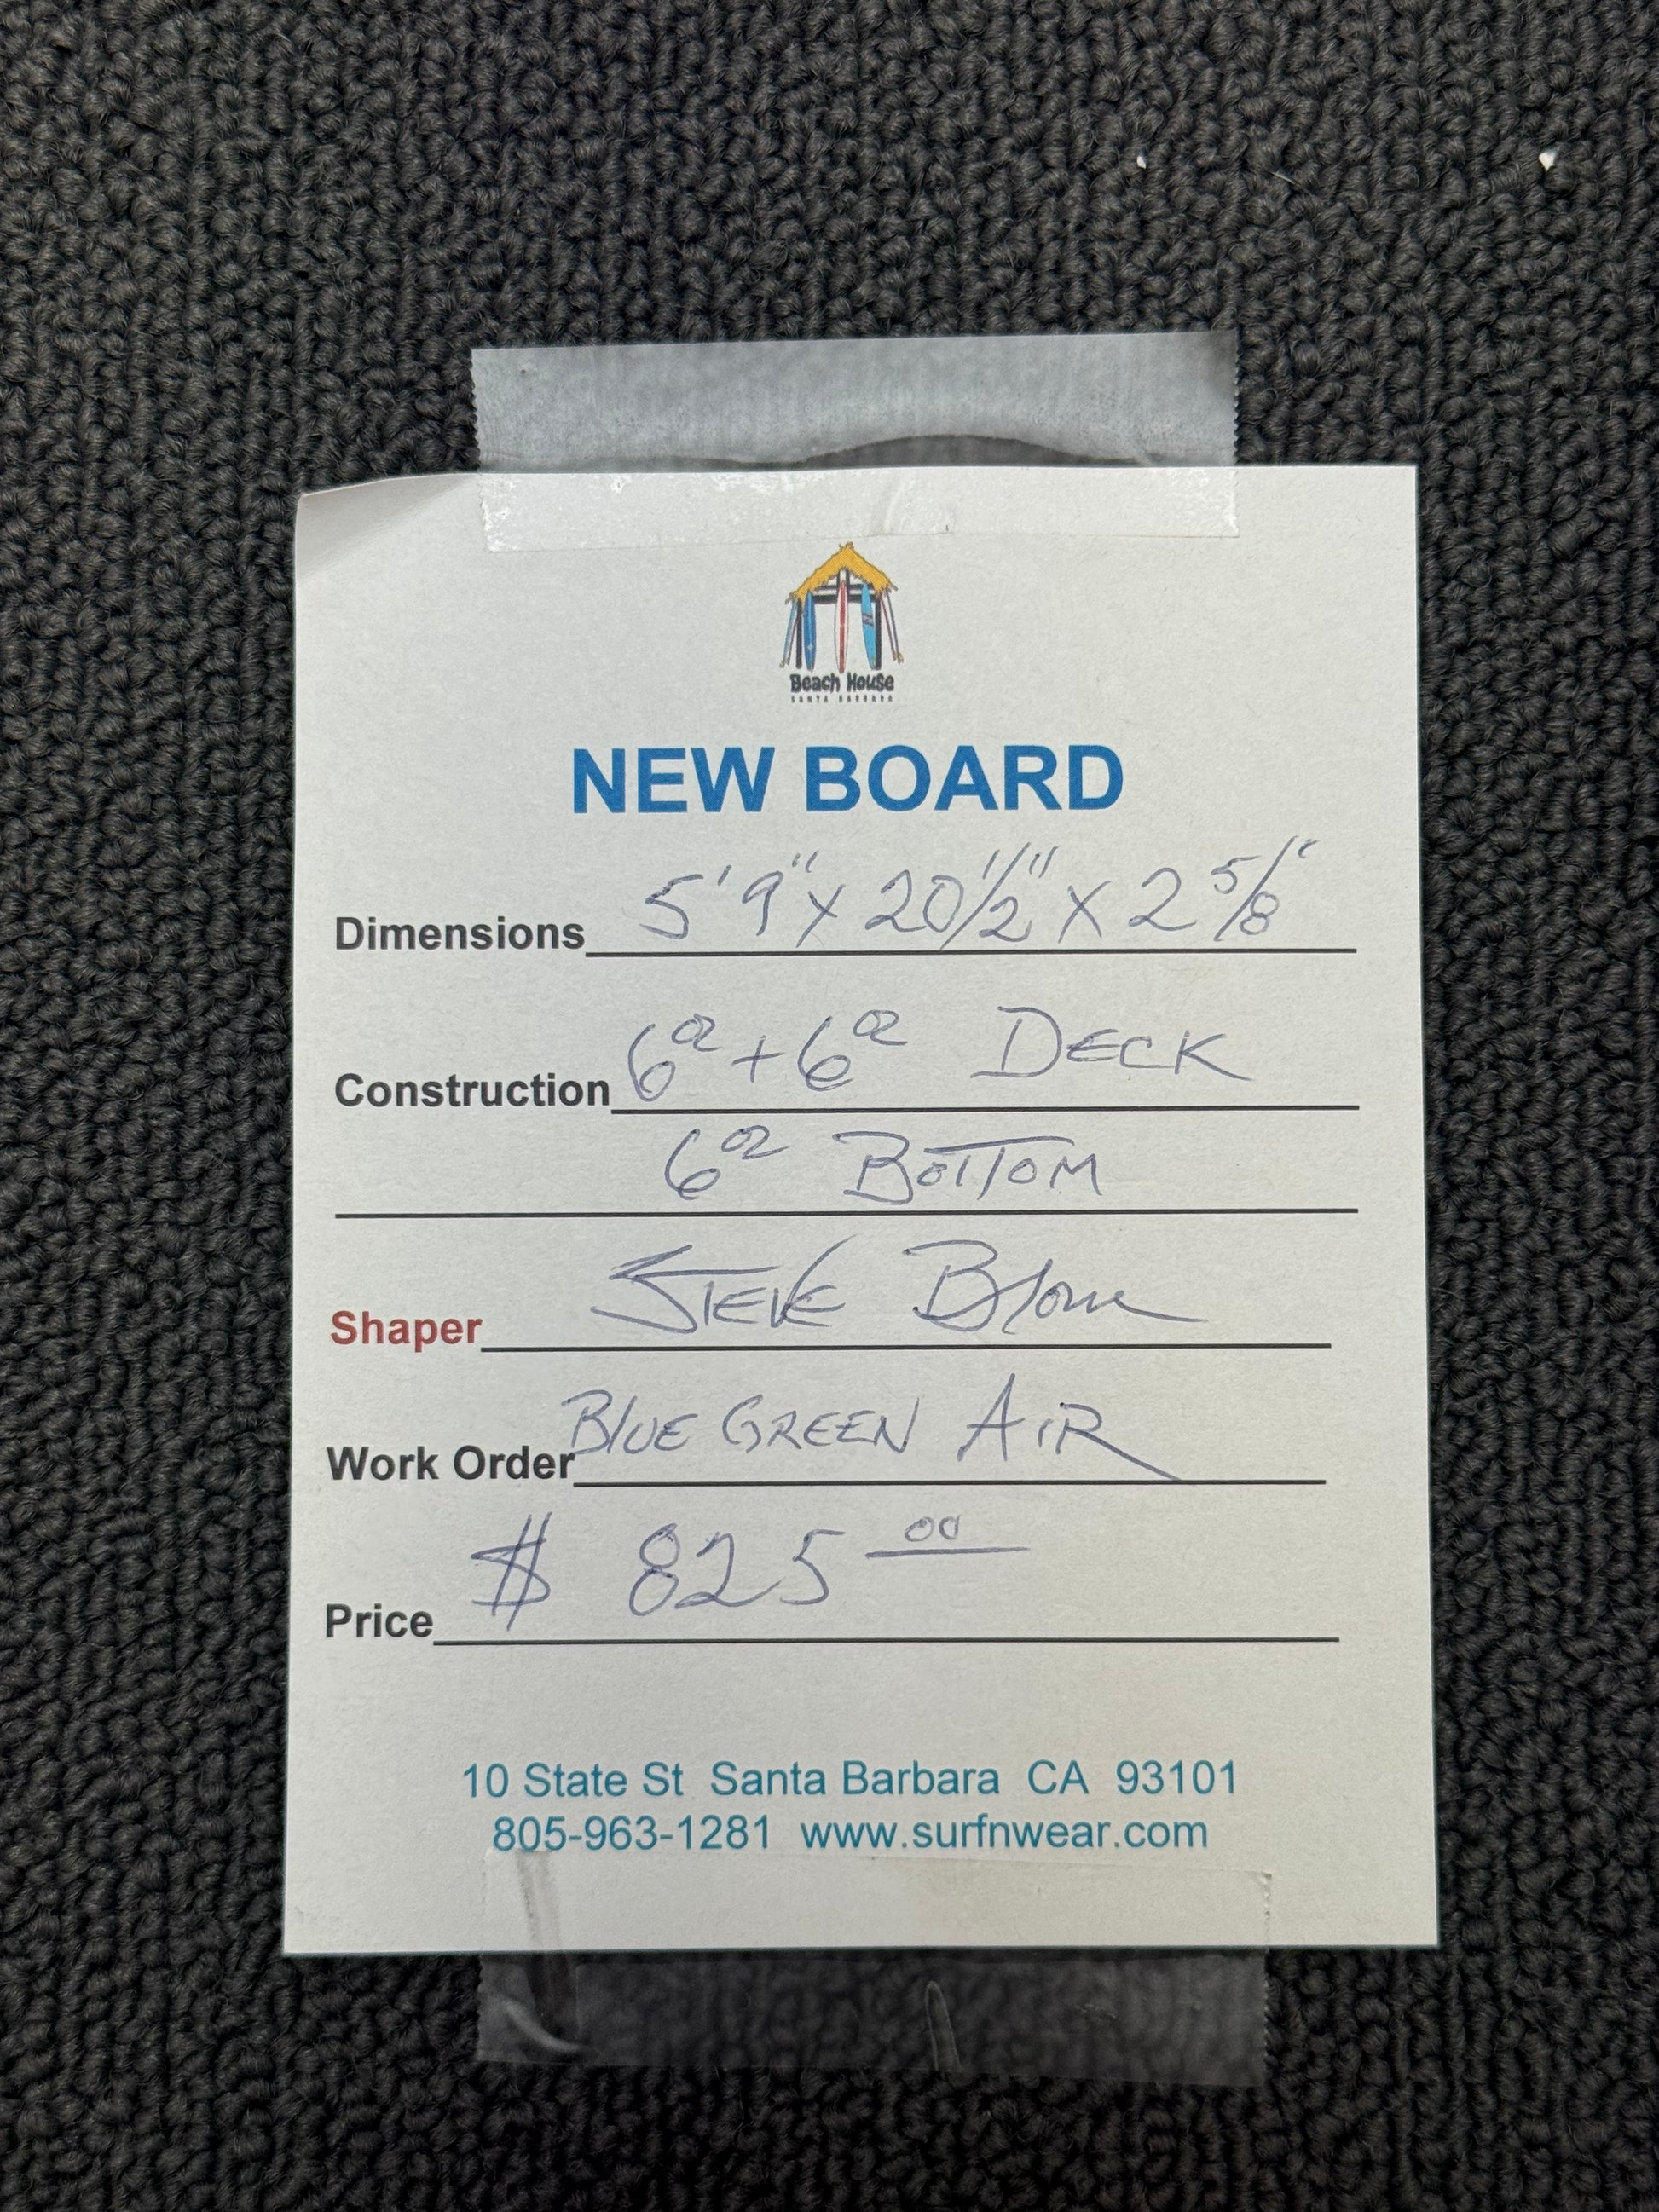 Beach House
SANTA BARBARA
NEW BOARD
Dimensions 5'9" x 20 1/2" x 2 5/8"
Construction 6oz + 6oz DECK
6oz BOTTOM
Shaper STEVE
Work Order BLUE GREEN AIR
Price $ 825 00
10 State St Santa Barbara CA 93101
805-963-1281 www.surfnwear.com